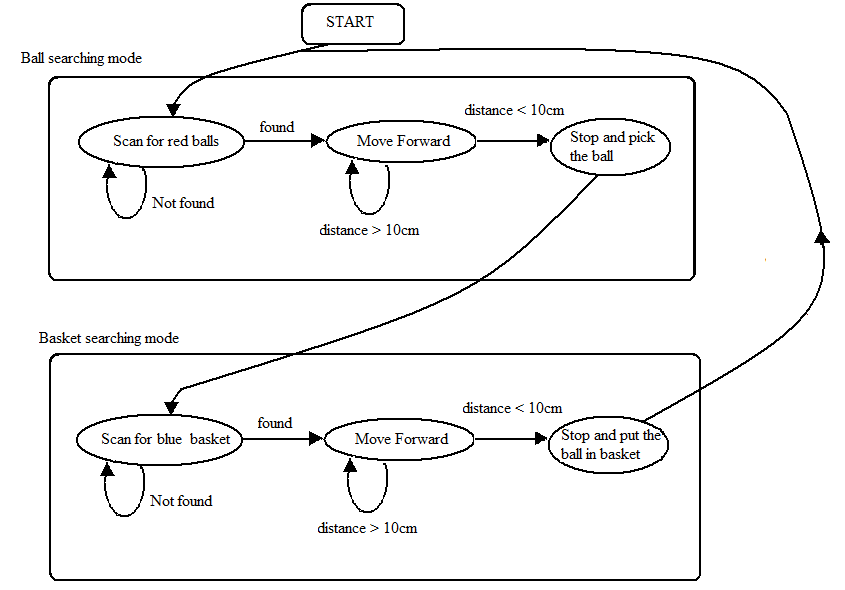 START
Ball searching mode
distance < 10cm
Scan for red balls
found
Move Forward
Stop and pick
the ball
Not found
distance > 10cm
Basket searching mode
distance < 10cm
Scan for blue basket
found
Move Forward
Stop and put the
ball in basket
Not found
distance > 10cm